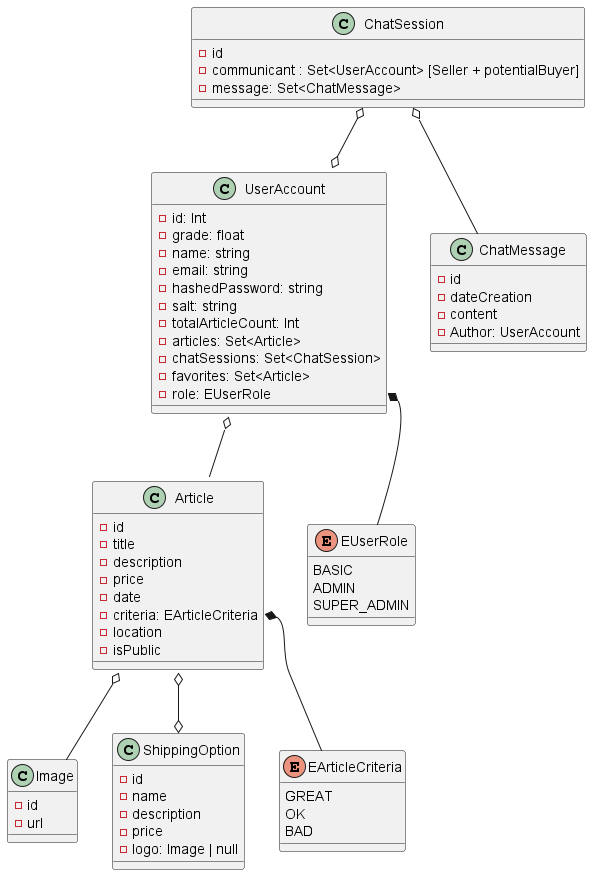 C ChatSession
id
communicant : Set<UserAccount> [Seller + potentialBuyer]
message: Set<ChatMessage>
C UserAccount
id: Int
grade: float
name: string
email: string
hashedPassword: string
salt: string
totalArticleCount: Int
articles: Set<Article>
chatSessions: Set<ChatSession>
favorites: Set<Article>
role: EUserRole
C ChatMessage
id
dateCreation
content
Author: UserAccount
C Article
id
title
description
price
date
criteria: EArticleCriteria
location
isPublic
E EUserRole
BASIC
ADMIN
SUPER_ADMIN
C Image
id
url
C ShippingOption
id
name
description
price
logo: Image | null
E EArticleCriteria
GREAT
OK
BAD